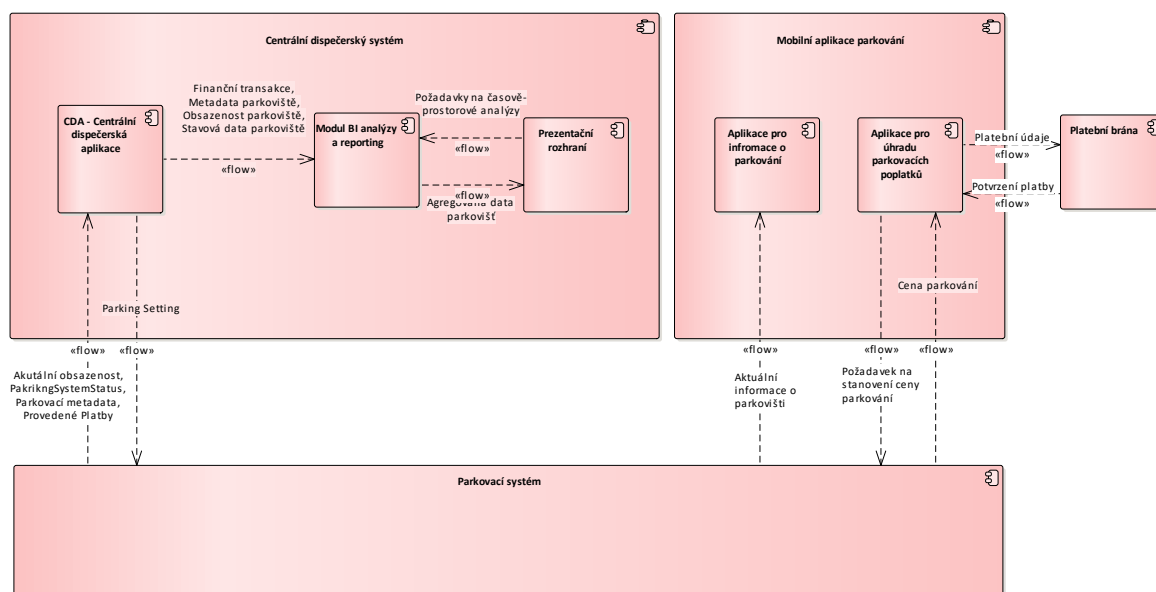 Centrální dispečerský systém
Mobilní aplikace parkování
Finanční transakce,
Metadata parkoviště,
Obsazenost parkoviště,
Stavová data parkoviště
«flow»
Požadavky na časově-
prostorové analýzy
«flow»
CDA - Centrální
dispečerská
aplikace
Modul BI analýzy
a reporting
Prezentační
rozhraní
«flow»
Agregovaná data
parkovišť
Aplikace pro
infromace o
parkování
Aplikace pro
úhradu
parkovacích
poplatků
Platební údaje
«flow»
Potvrzení platby
«flow»
Platební brána
Parking Setting
Cena parkování
«flow»
«flow»
«flow»
«flow»
«flow»
Akutální obsazenost,
PakrikngSystemStatus,
Parkovací metadata,
Provedené Platby
Aktuální
informace o
parkovišti
Požadavek na
stanovení ceny
parkování
Parkovací systém